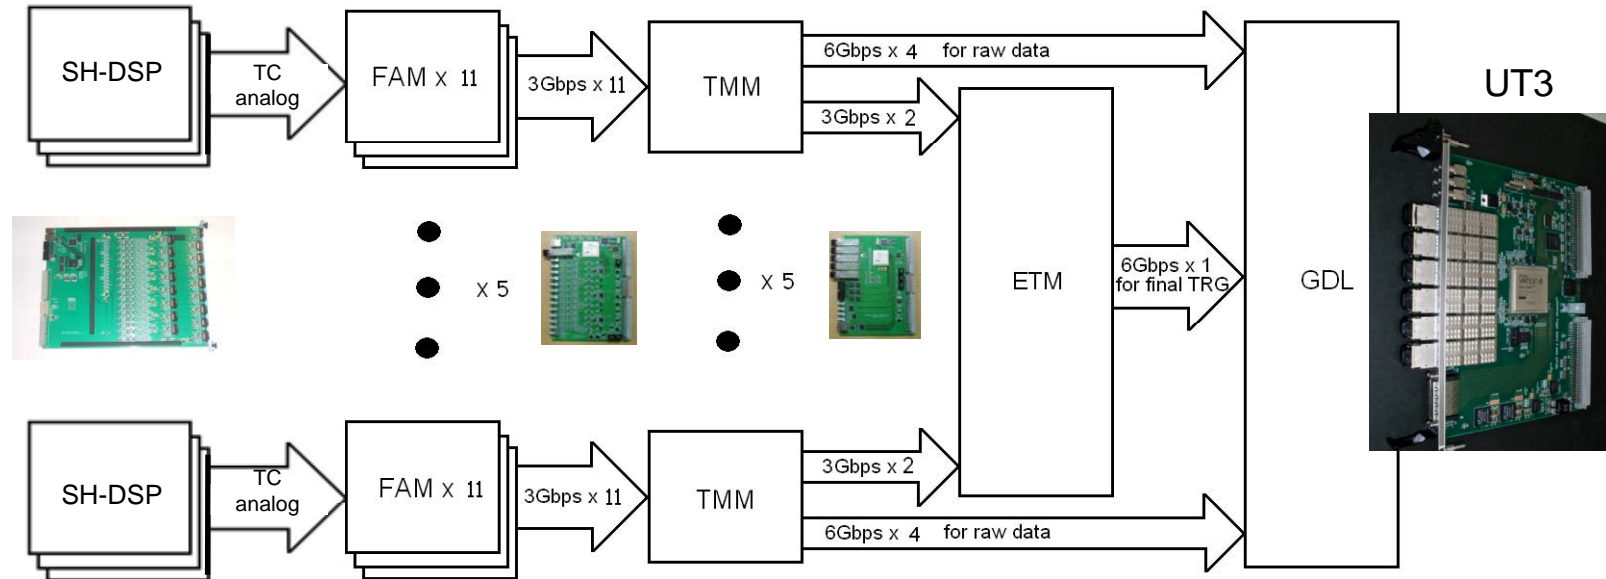 SH-DSP
TC
analog
FAM x 11
3Gbps x 11
TMM
6Gbps x 4 for raw data
3Gbps x 2
UT3
x 5
x 5
ETM
6Gbps x 1
for final TRG
GDL
SH-DSP
TC
analog
FAM x 11
3Gbps x 11
TMM
3Gbps x 2
6Gbps x 4 for raw data